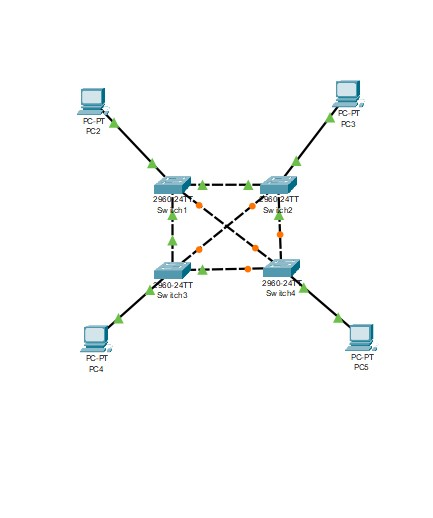 PC-PT
PC2
PC-PT
PC3
2960-24TT
Switch1
2960-24TT
Switch2
2960-24TT
Switch3
2960-24TT
Switch4
PC-PT
PC4
PC-PT
PC5